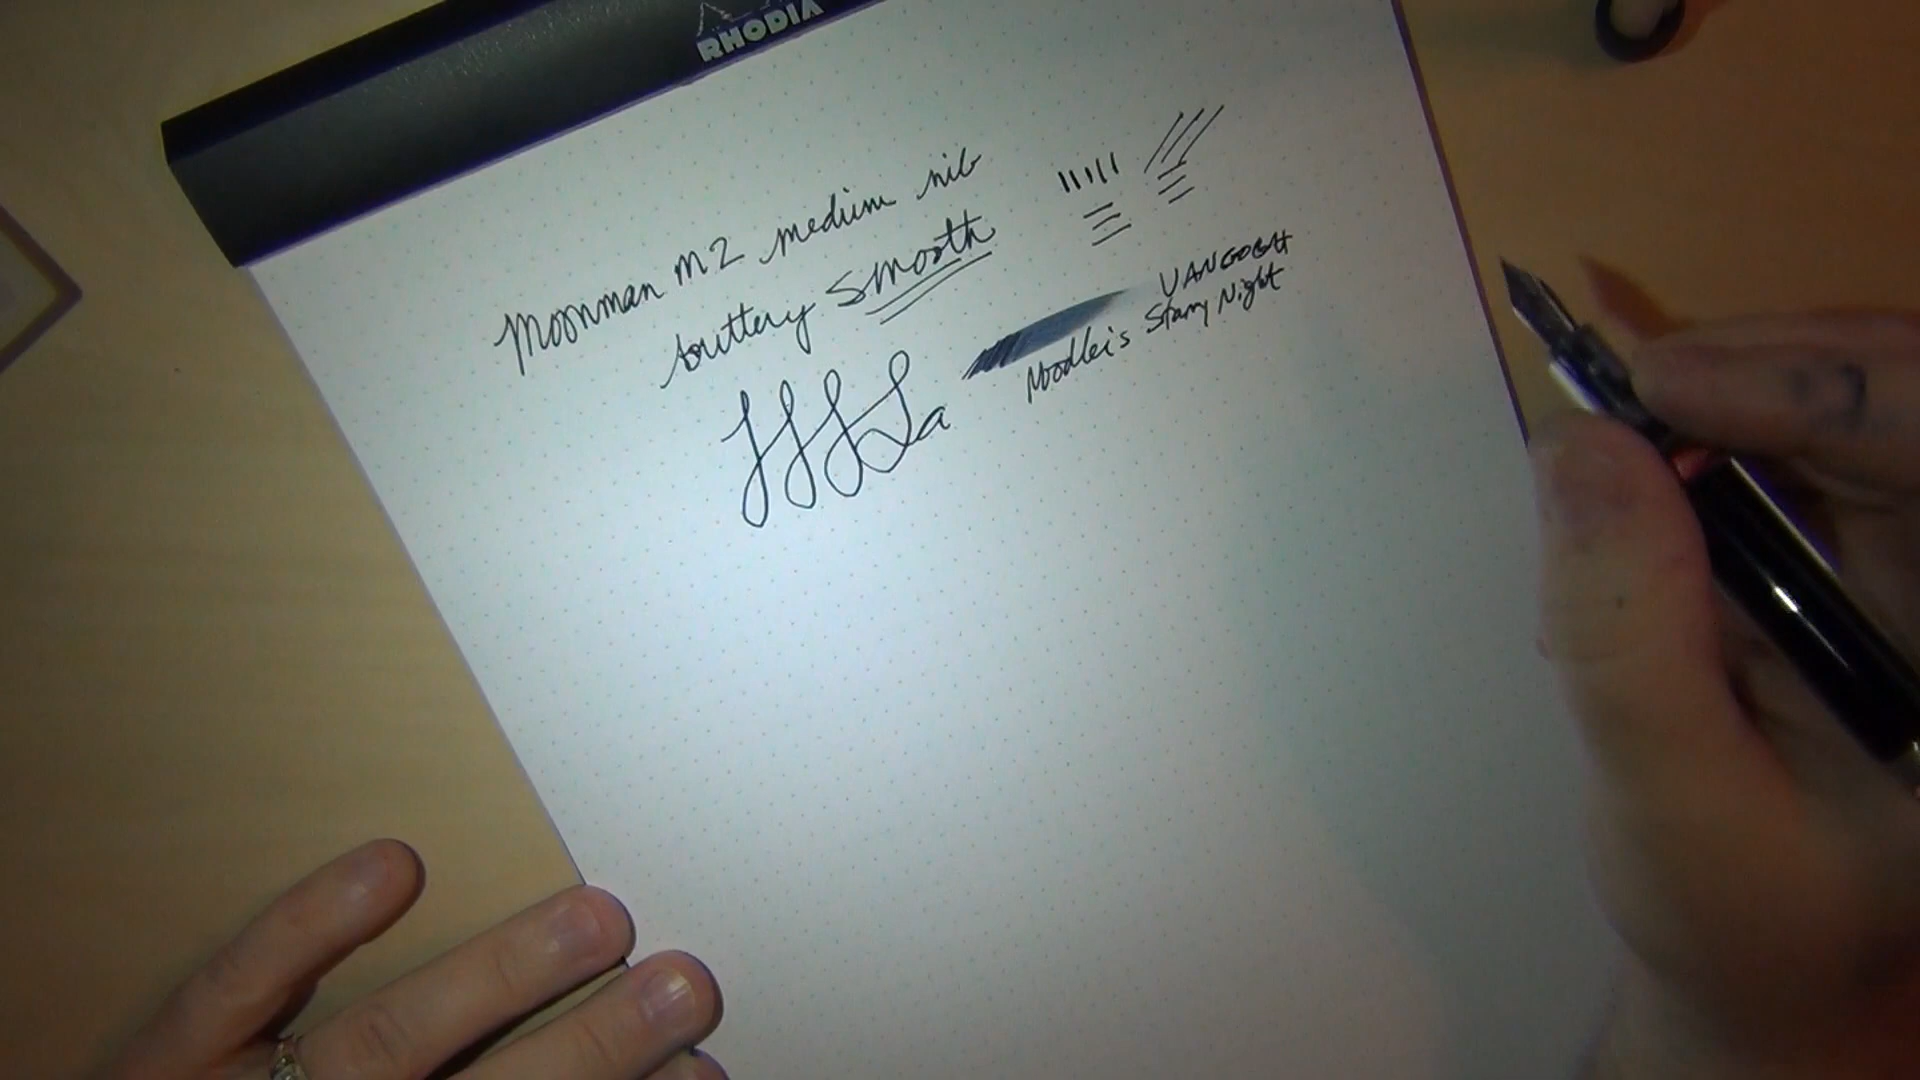 RHODIA
Moonman M2 medium nib
buttery smooth
VANGOGH
Starry Night
Noodler's